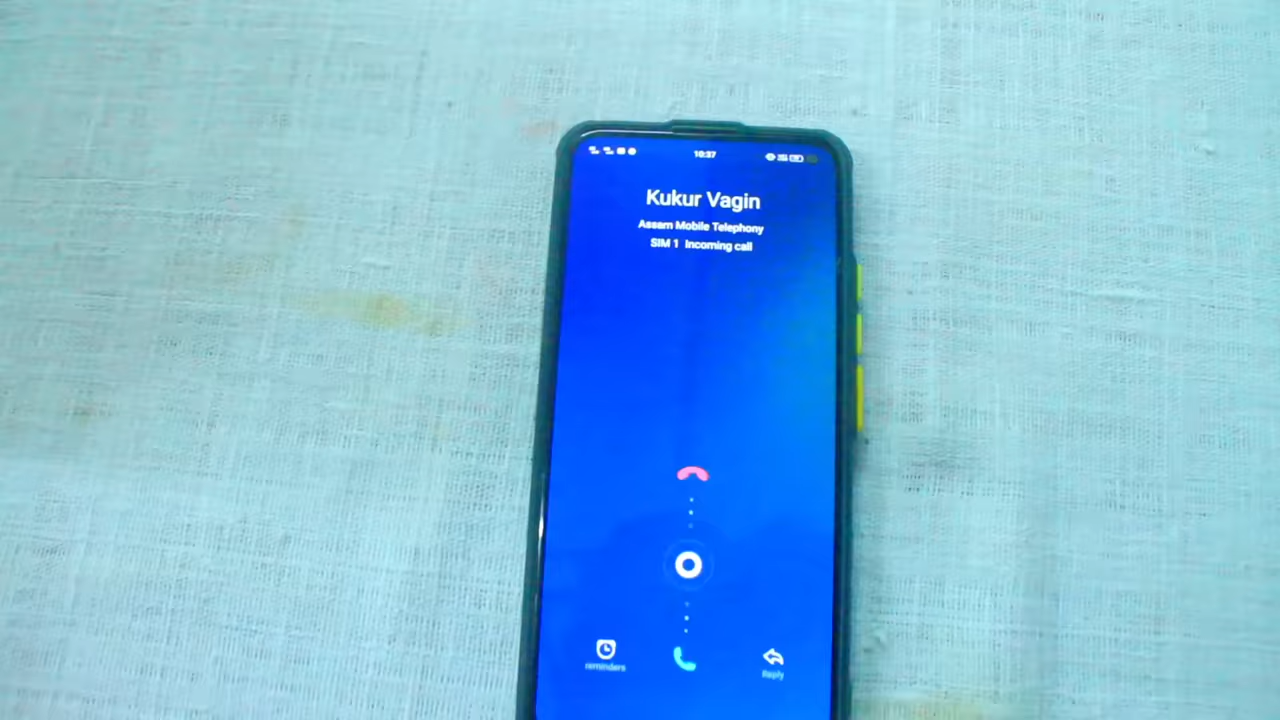 10:37
Kukur Vagin
Assam Mobile Telephony
SIM 1 Incoming call
reminders
Reply